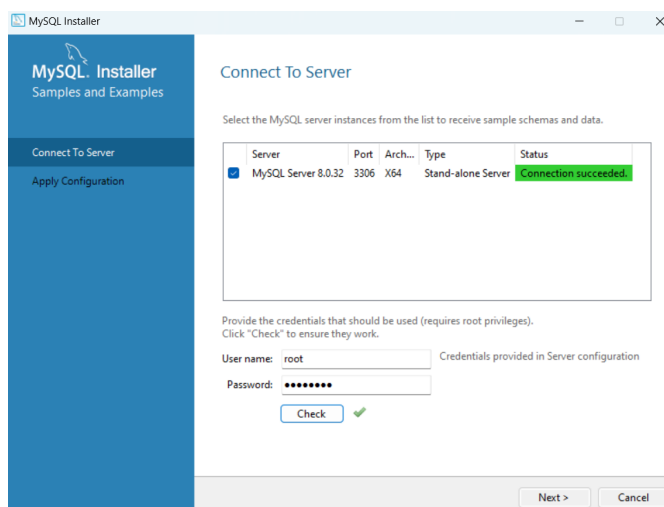 MySQL Installer
MySQL. Installer
Samples and Examples
Connect To Server
Apply Configuration
Connect To Server
Select the MySQL server instances from the list to receive sample schemas and data.
Server Port Arch... Type Status
MySQL Server 8.0.32 3306 X64 Stand-alone Server Connection succeeded.
Provide the credentials that should be used (requires root privileges).
Click "Check" to ensure they work.
User name: root Credentials provided in Server configuration
Password: ●●●●●●●●
Check
Next > Cancel